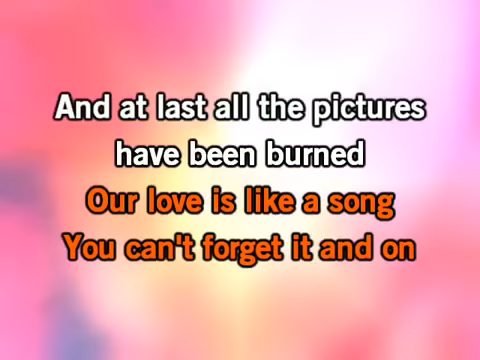 And at last all the pictures
have been burned
Our love is like a song
You can't forget it and on